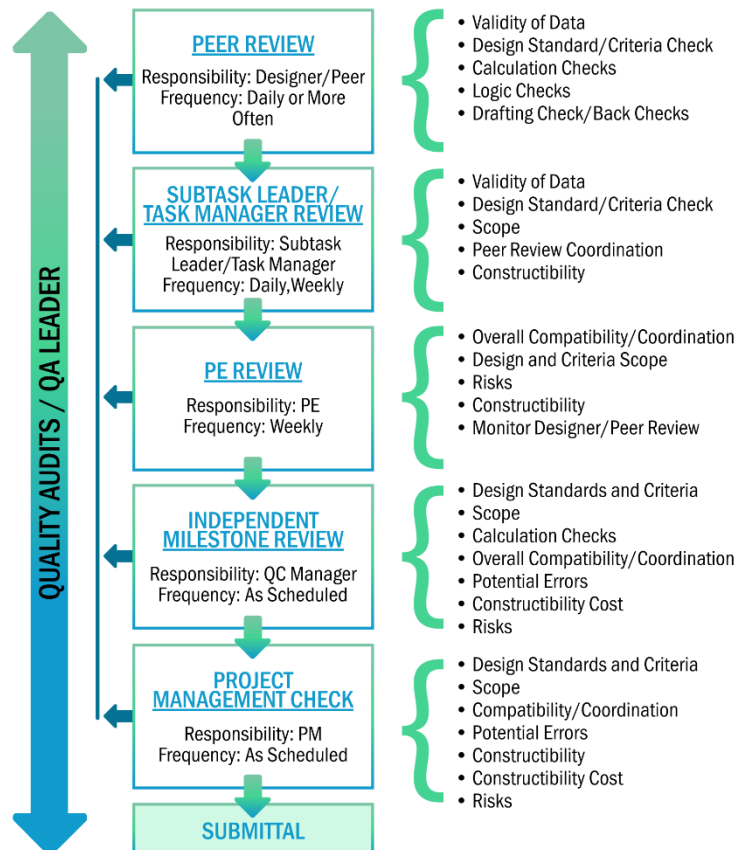 QUALITY AUDITS / QA LEADER
PEER REVIEW
Responsibility: Designer/Peer
Frequency: Daily or More
Often
• Validity of Data
• Design Standard/Criteria Check
• Calculation Checks
• Logic Checks
• Drafting Check/Back Checks
SUBTASK LEADER/
TASK MANAGER REVIEW
Responsibility: Subtask
Leader/Task Manager
Frequency: Daily,Weekly
• Validity of Data
• Design Standard/Criteria Check
• Scope
• Peer Review Coordination
• Constructibility
PE REVIEW
Responsibility: PE
Frequency: Weekly
• Overall Compatibility/Coordination
• Design and Criteria Scope
• Risks
• Constructibility
• Monitor Designer/Peer Review
INDEPENDENT
MILESTONE REVIEW
Responsibility: QC Manager
Frequency: As Scheduled
• Design Standards and Criteria
• Scope
• Calculation Checks
• Overall Compatibility/Coordination
• Potential Errors
• Constructibility Cost
• Risks
PROJECT
MANAGEMENT CHECK
Responsibility: PM
Frequency: As Scheduled
• Design Standards and Criteria
• Scope
• Compatibility/Coordination
• Potential Errors
• Constructibility
• Constructibility Cost
• Risks
SUBMITTAL